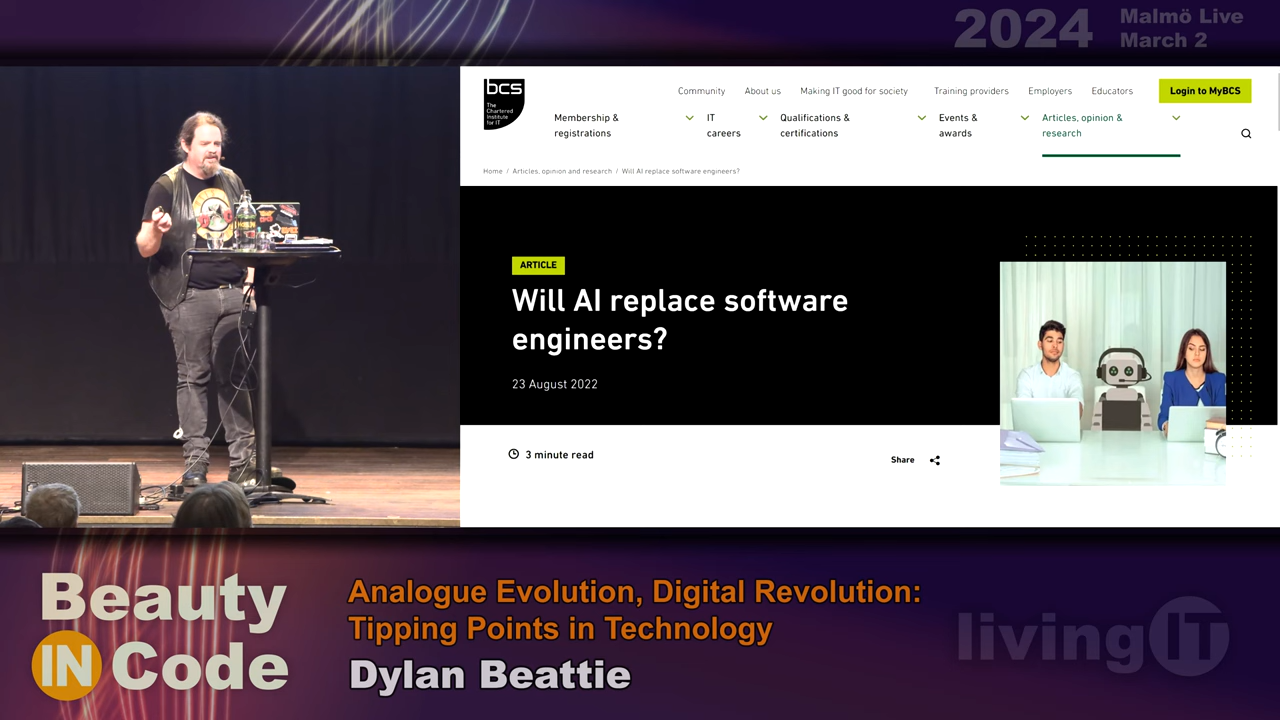 2024
Malmö Live
March 2
bcs
The
Chartered
Institute
for IT
Community
About us
Making IT good for society
Training providers
Employers
Educators
Login to MyBCS
Membership &
registrations
IT
careers
Qualifications &
certifications
Events &
awards
Articles, opinion &
research
Home / Articles, opinion and research / Will AI replace software engineers?
ARTICLE
Will AI replace software
engineers?
23 August 2022
3 minute read
Share
Beauty
IN Code
Analogue Evolution, Digital Revolution:
Tipping Points in Technology
Dylan Beattie
livingIT